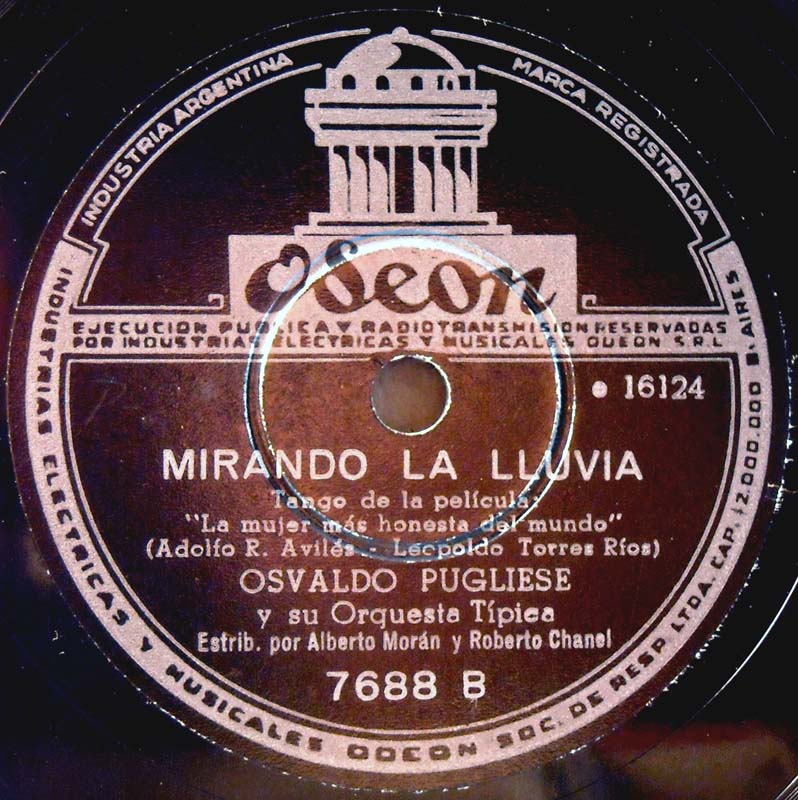 INDUSTRIA ARGENTINA
MARCA REGISTRADA
Odeon
EJECUCION PUBLICA Y RADIOTRANSMISION RESERVADAS
POR INDUSTRIAS ELECTRICAS Y MUSICALES ODEON S R L
e 16124
MIRANDO LA LLUVIA
Tango de la película:
"La mujer más honesta del mundo"
(Adolfo R. Avilés - Leopoldo Torres Ríos)
OSVALDO PUGLIESE
y su Orquesta Típica
Estrib. por Alberto Morán y Roberto Chanel
7688 B
INDUSTRIAS ELECTRICAS Y MUSICALES ODEON SOC. DE RESP LTDA. CAP. $ 2.000.000 Bs AIRES